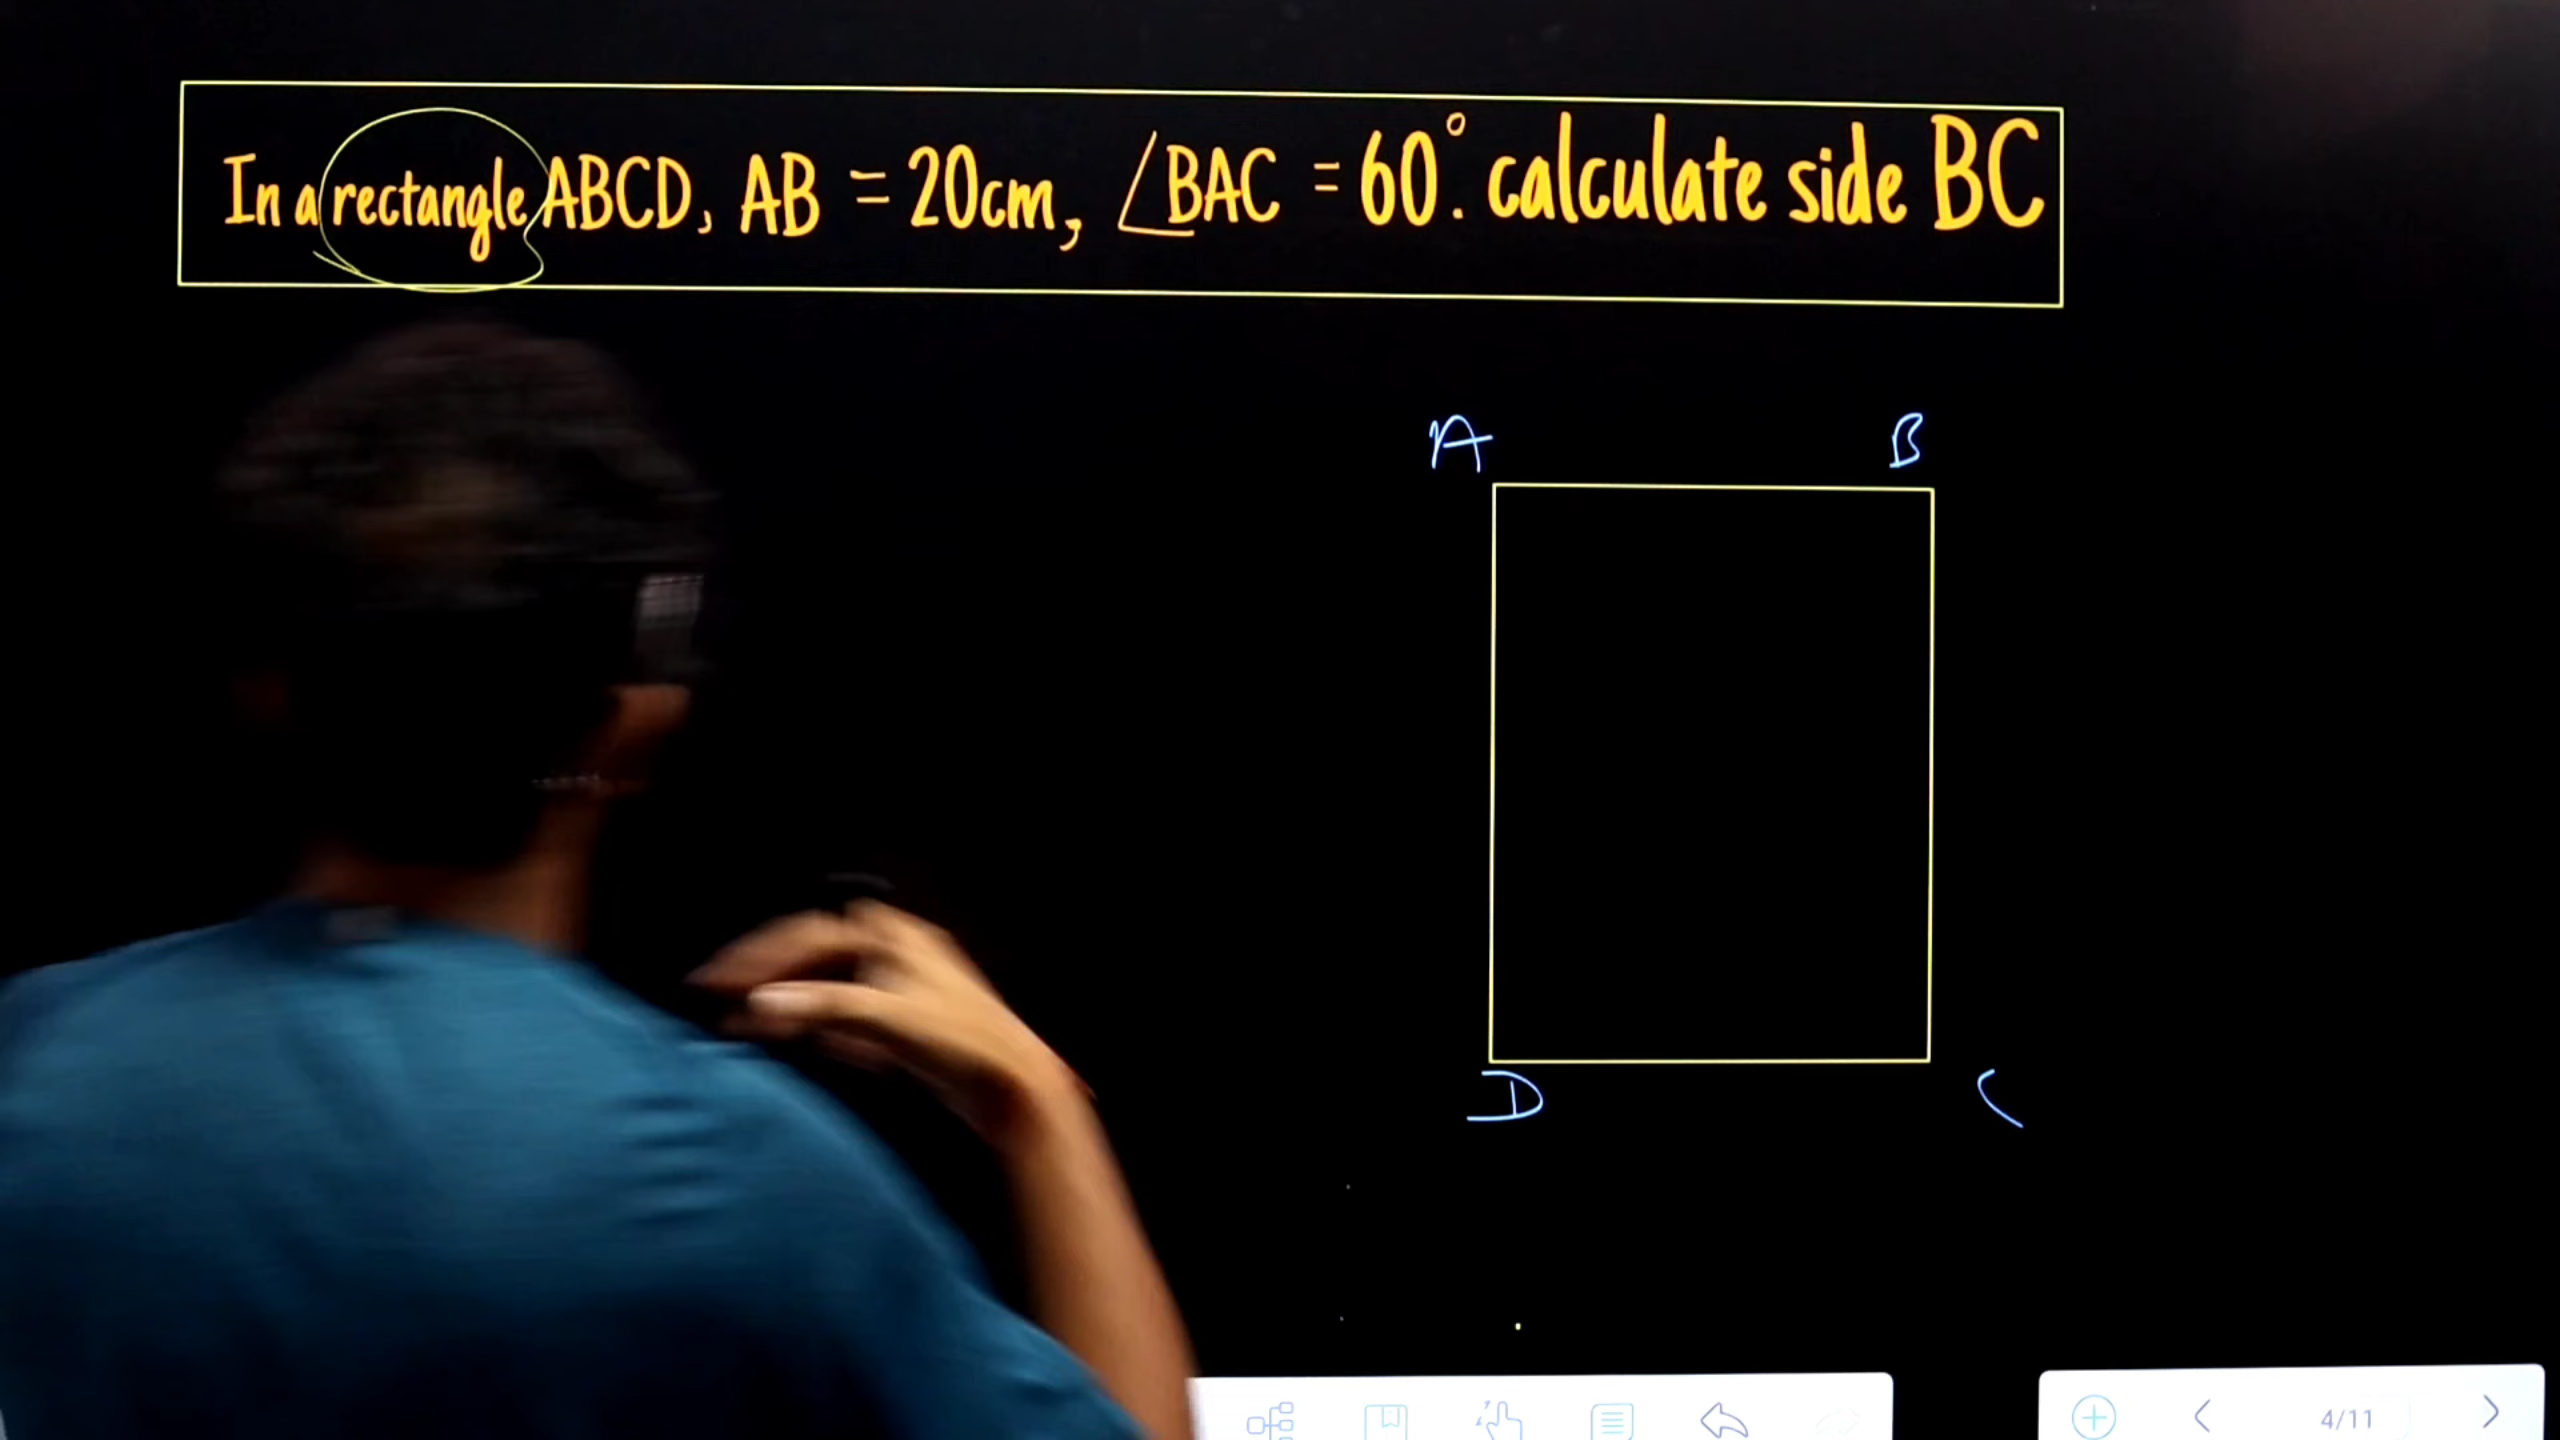 In a rectangle ABCD, AB = 20cm, ∠BAC = 60°. calculate side BC
A B
D C
4/11